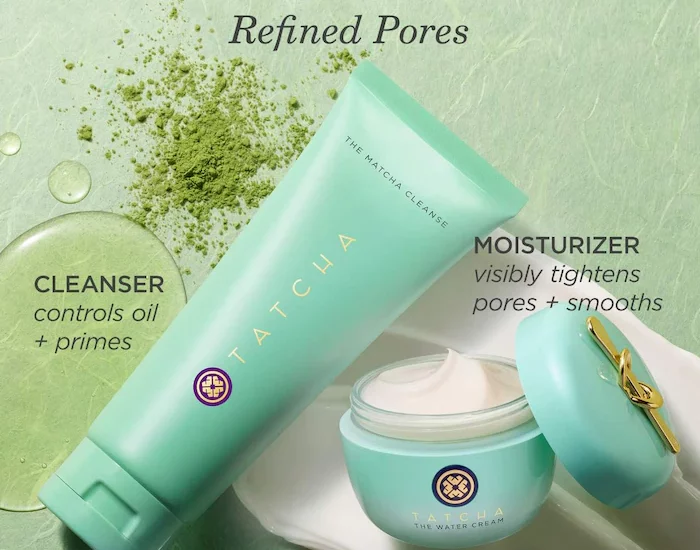 Refined Pores
THE MATCHA CLEANSE
TATCHA
CLEANSER
controls oil
+ primes
MOISTURIZER
visibly tightens
pores + smooths
TATCHA
THE WATER CREAM